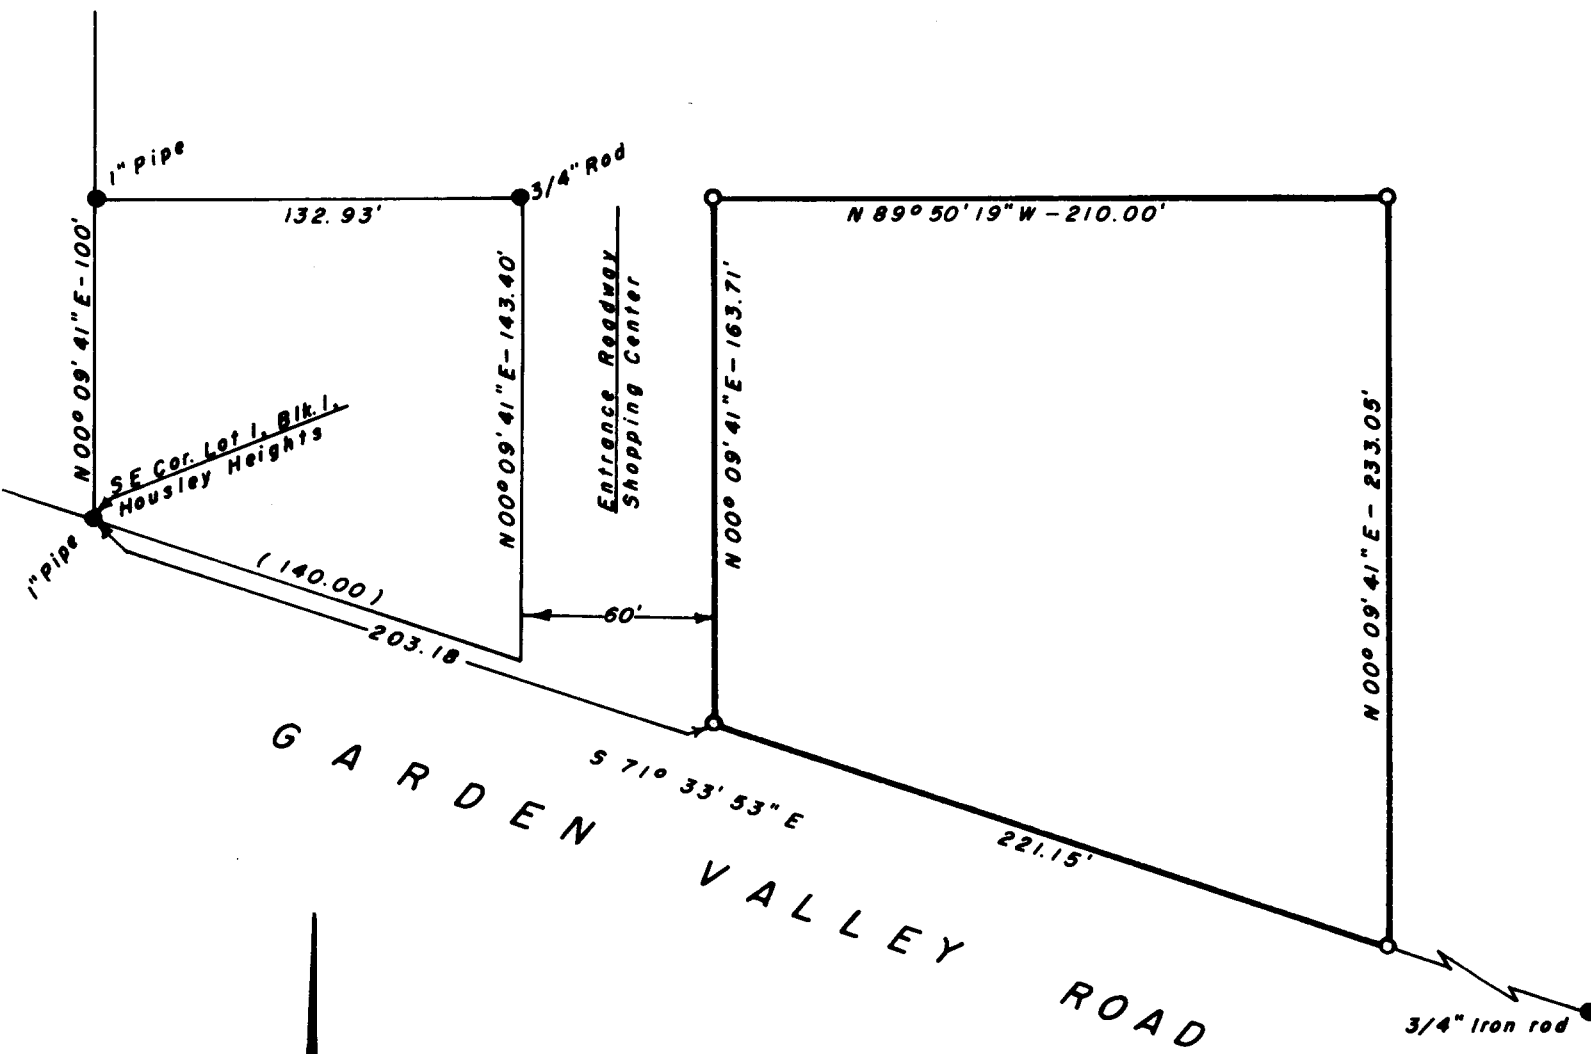 1" Pipe
3/4" Rod
132.93'
N 00° 09' 41" E - 100'
N 00° 09' 41" E - 143.40'
Entrance Roadway
Shopping Center
N 89° 50' 19" W - 210.00'
N 00° 09' 41" E - 163.71'
N 00° 09' 41" E - 233.05'
SE Cor. Lot 1, Blk. 1,
Housley Heights
1" Pipe
( 140.00 )
203.18
60'
S 71° 33' 53" E
221.15'
GARDEN VALLEY ROAD
3/4" Iron rod